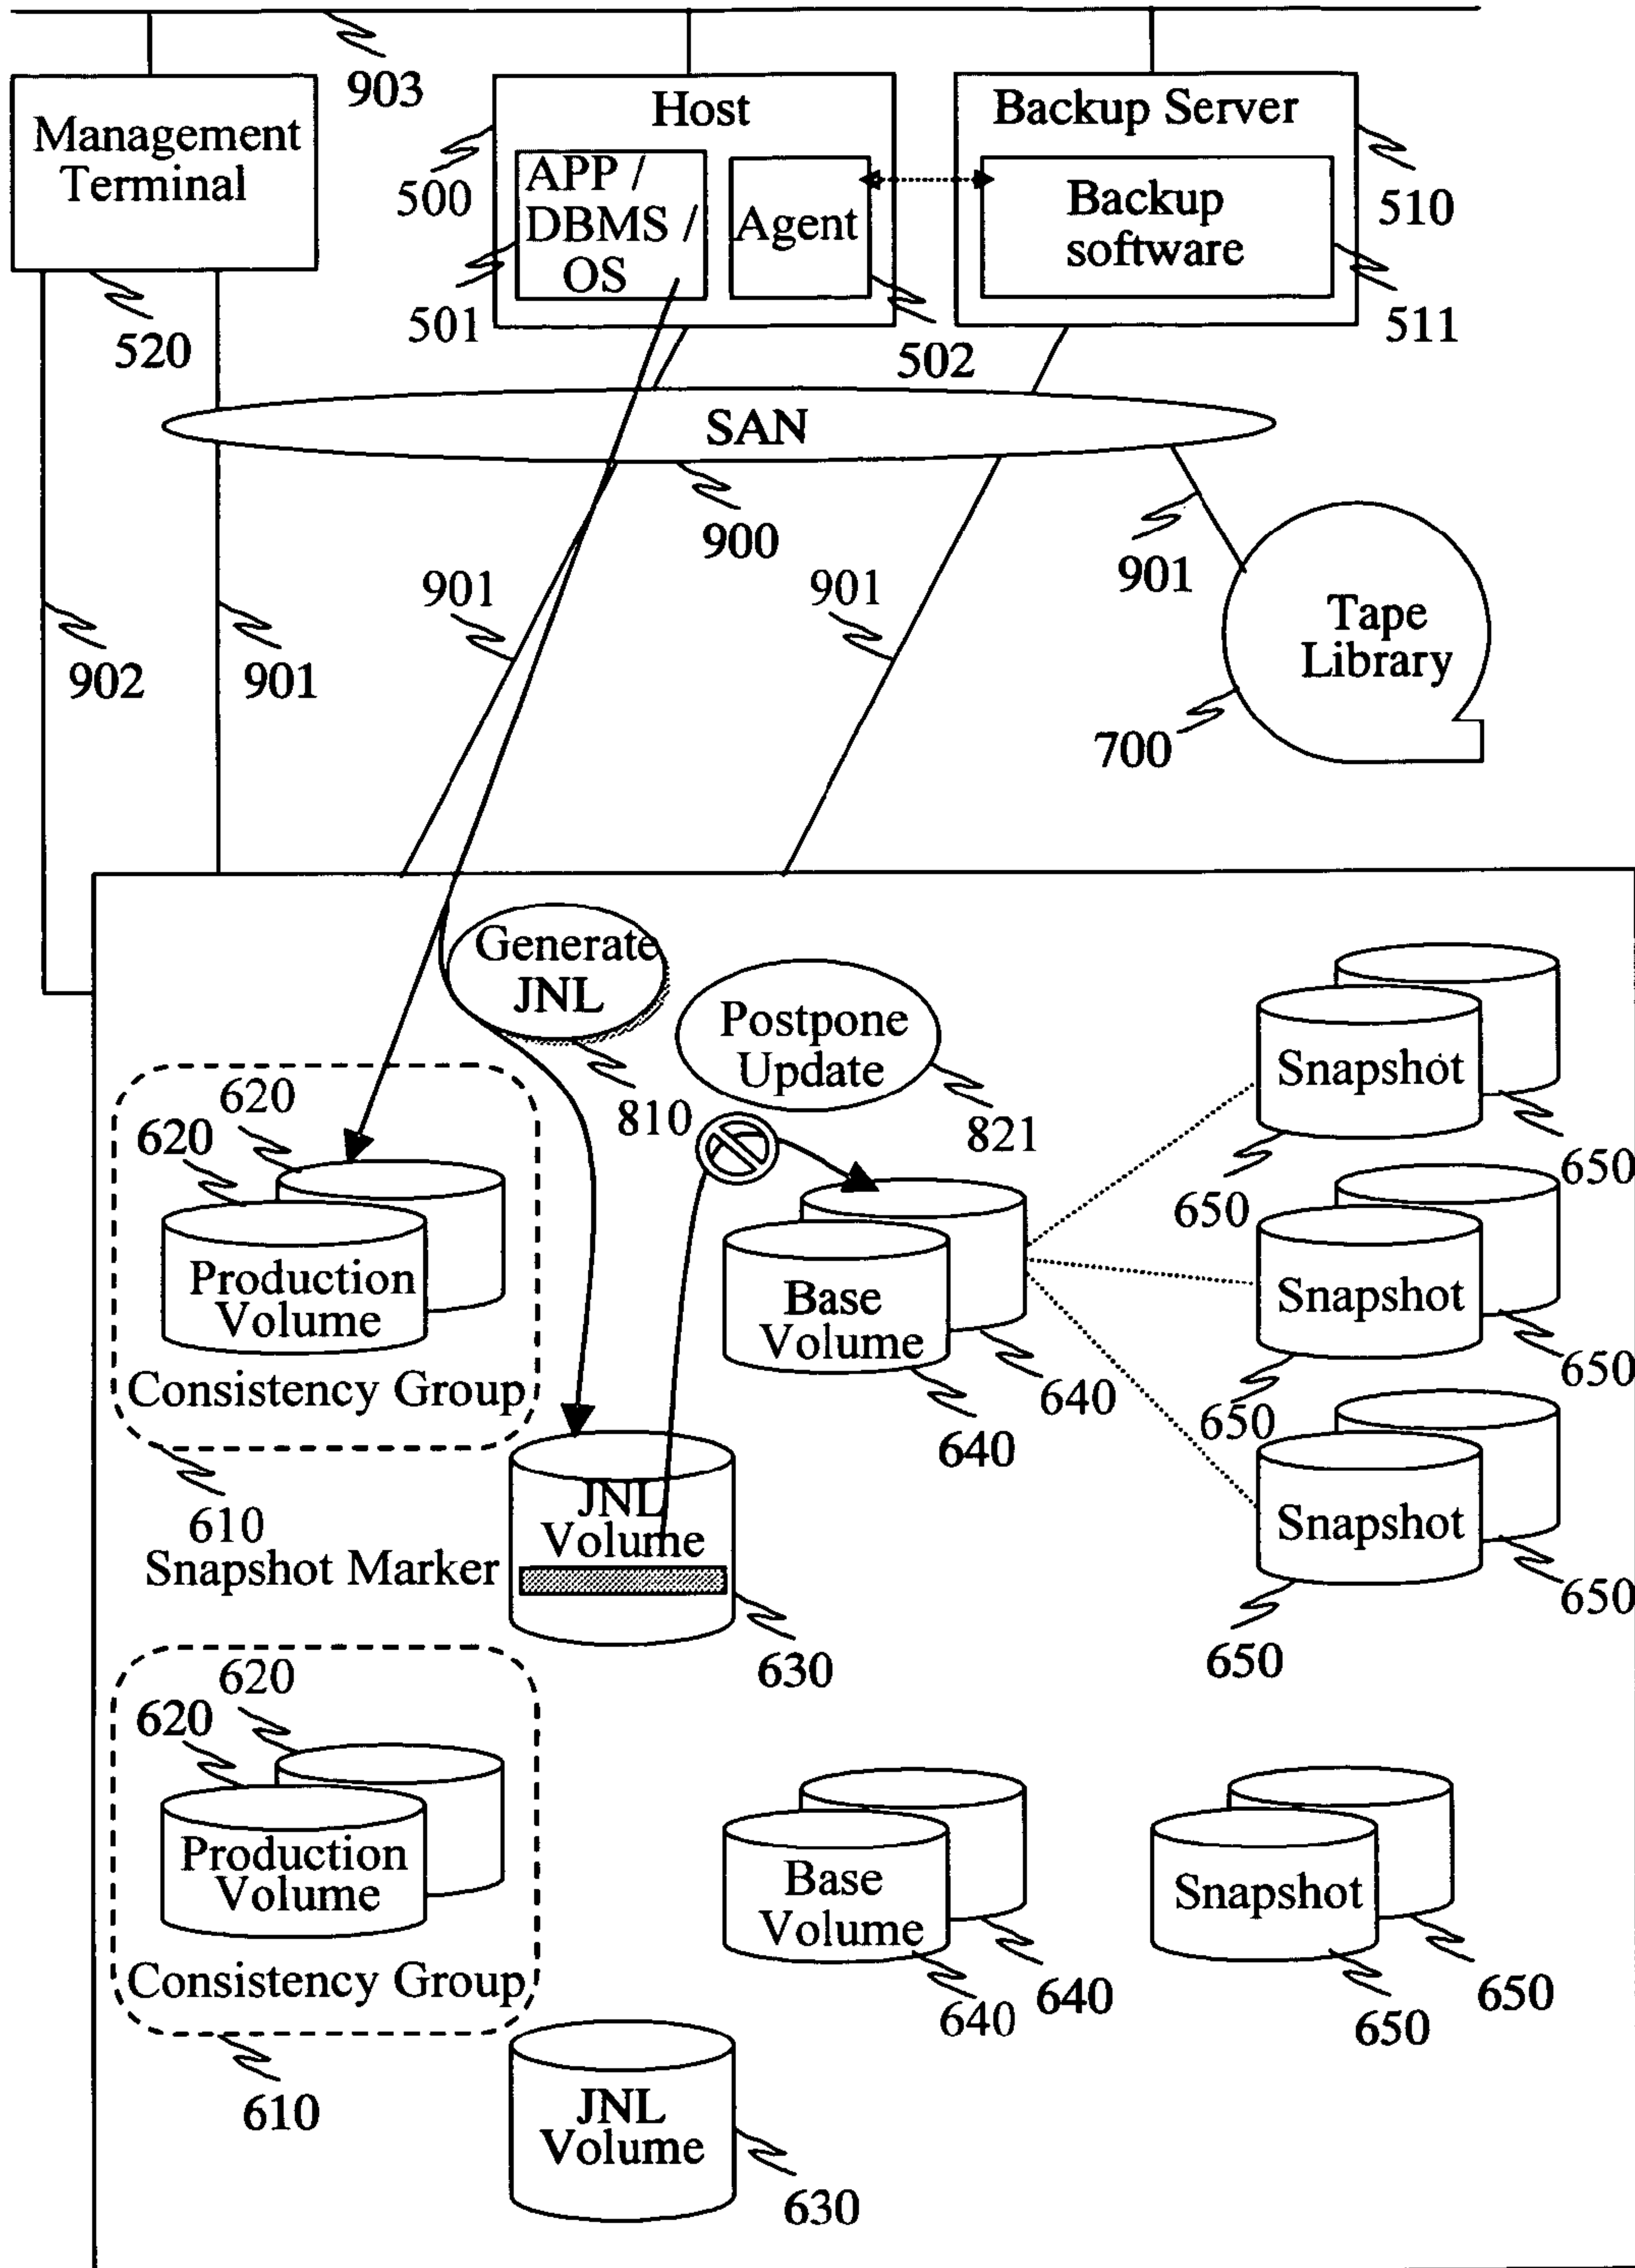 903
Management
Terminal
520
Host
500
APP /
DBMS /
OS
501
Agent
502
Backup Server
510
Backup
software
511
SAN
900
901
901
901
902
901
Tape
Library
700
Generate
JNL
810
Postpone
Update
821
620
620
Production
Volume
Consistency Group
610
Base
Volume
640
640
Snapshot
650
650
Snapshot
650
650
Snapshot
650
650
Snapshot Marker
JNL
Volume
630
620
620
Production
Volume
Consistency Group
610
Base
Volume
640
640
Snapshot
650
650
JNL
Volume
630